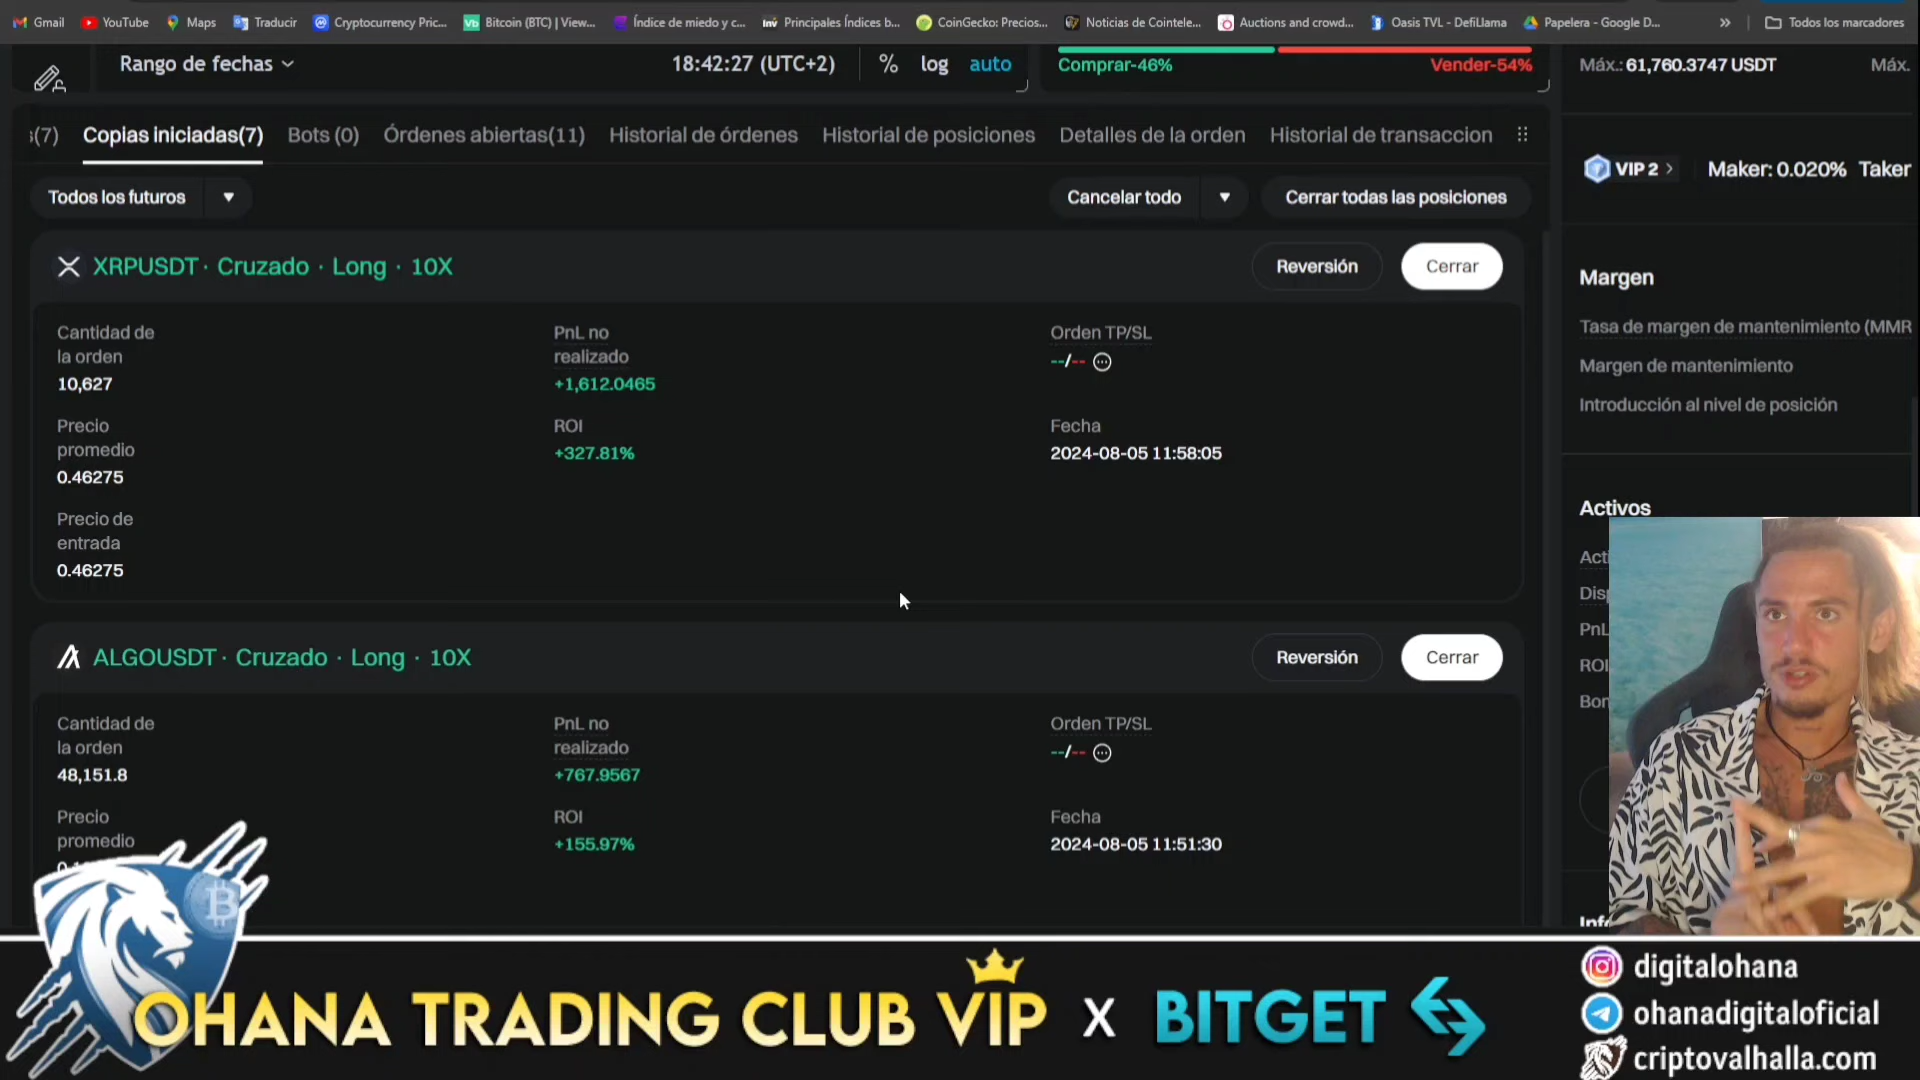 Gmail YouTube Maps Traducir Cryptocurrency Pric... Bitcoin (BTC) | View... Índice de miedo y c... Principales Índices b... CoinGecko: Precios... Noticias de Cointele... Auctions and crowd... Oasis TVL - DefiLlama Papelera - Google D... » Todos los marcadores
Rango de fechas 18:42:27 (UTC+2) % log auto
Comprar-46% Vender-54%
Máx.: 61,760.3747 USDT Máx.
(7) Copias iniciadas(7) Bots (0) Órdenes abiertas(11) Historial de órdenes Historial de posiciones Detalles de la orden Historial de transaccion
VIP 2 > Maker: 0.020% Taker
Todos los futuros Cancelar todo Cerrar todas las posiciones
XRPUSDT · Cruzado · Long · 10X Reversión Cerrar
Cantidad de
la orden
10,627
PnL no
realizado
+1,612.0465
Orden TP/SL
--/--
Precio
promedio
0.46275
ROI
+327.81%
Fecha
2024-08-05 11:58:05
Precio de
entrada
0.46275
ALGOUSDT · Cruzado · Long · 10X Reversión Cerrar
Cantidad de
la orden
48,151.8
PnL no
realizado
+767.9567
Orden TP/SL
--/--
Precio
promedio
ROI
+155.97%
Fecha
2024-08-05 11:51:30
Margen
Tasa de margen de mantenimiento (MMR
Margen de mantenimiento
Introducción al nivel de posición
Activos
Acti
Disp
PnL
ROI
Bon
Inf
OHANA TRADING CLUB VIP X BITGET
digitalohana
ohanadigitaloficial
criptovalhalla.com